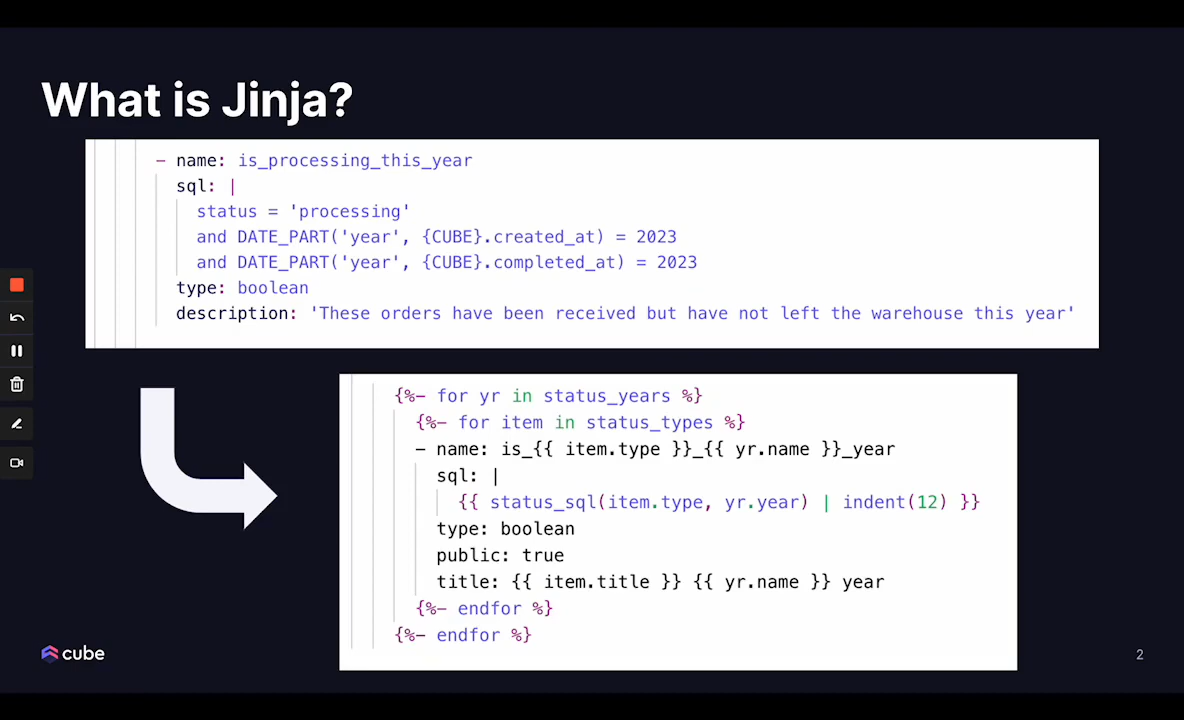 What is Jinja?
- name: is_processing_this_year
sql: |
status = 'processing'
and DATE_PART('year', {CUBE}.created_at) = 2023
and DATE_PART('year', {CUBE}.completed_at) = 2023
type: boolean
description: 'These orders have been received but have not left the warehouse this year'
{%- for yr in status_years %}
{%- for item in status_types %}
- name: is_{{ item.type }}_{{ yr.name }}_year
sql: |
{{ status_sql(item.type, yr.year) | indent(12) }}
type: boolean
public: true
title: {{ item.title }} {{ yr.name }} year
{%- endfor %}
{%- endfor %}
cube
2